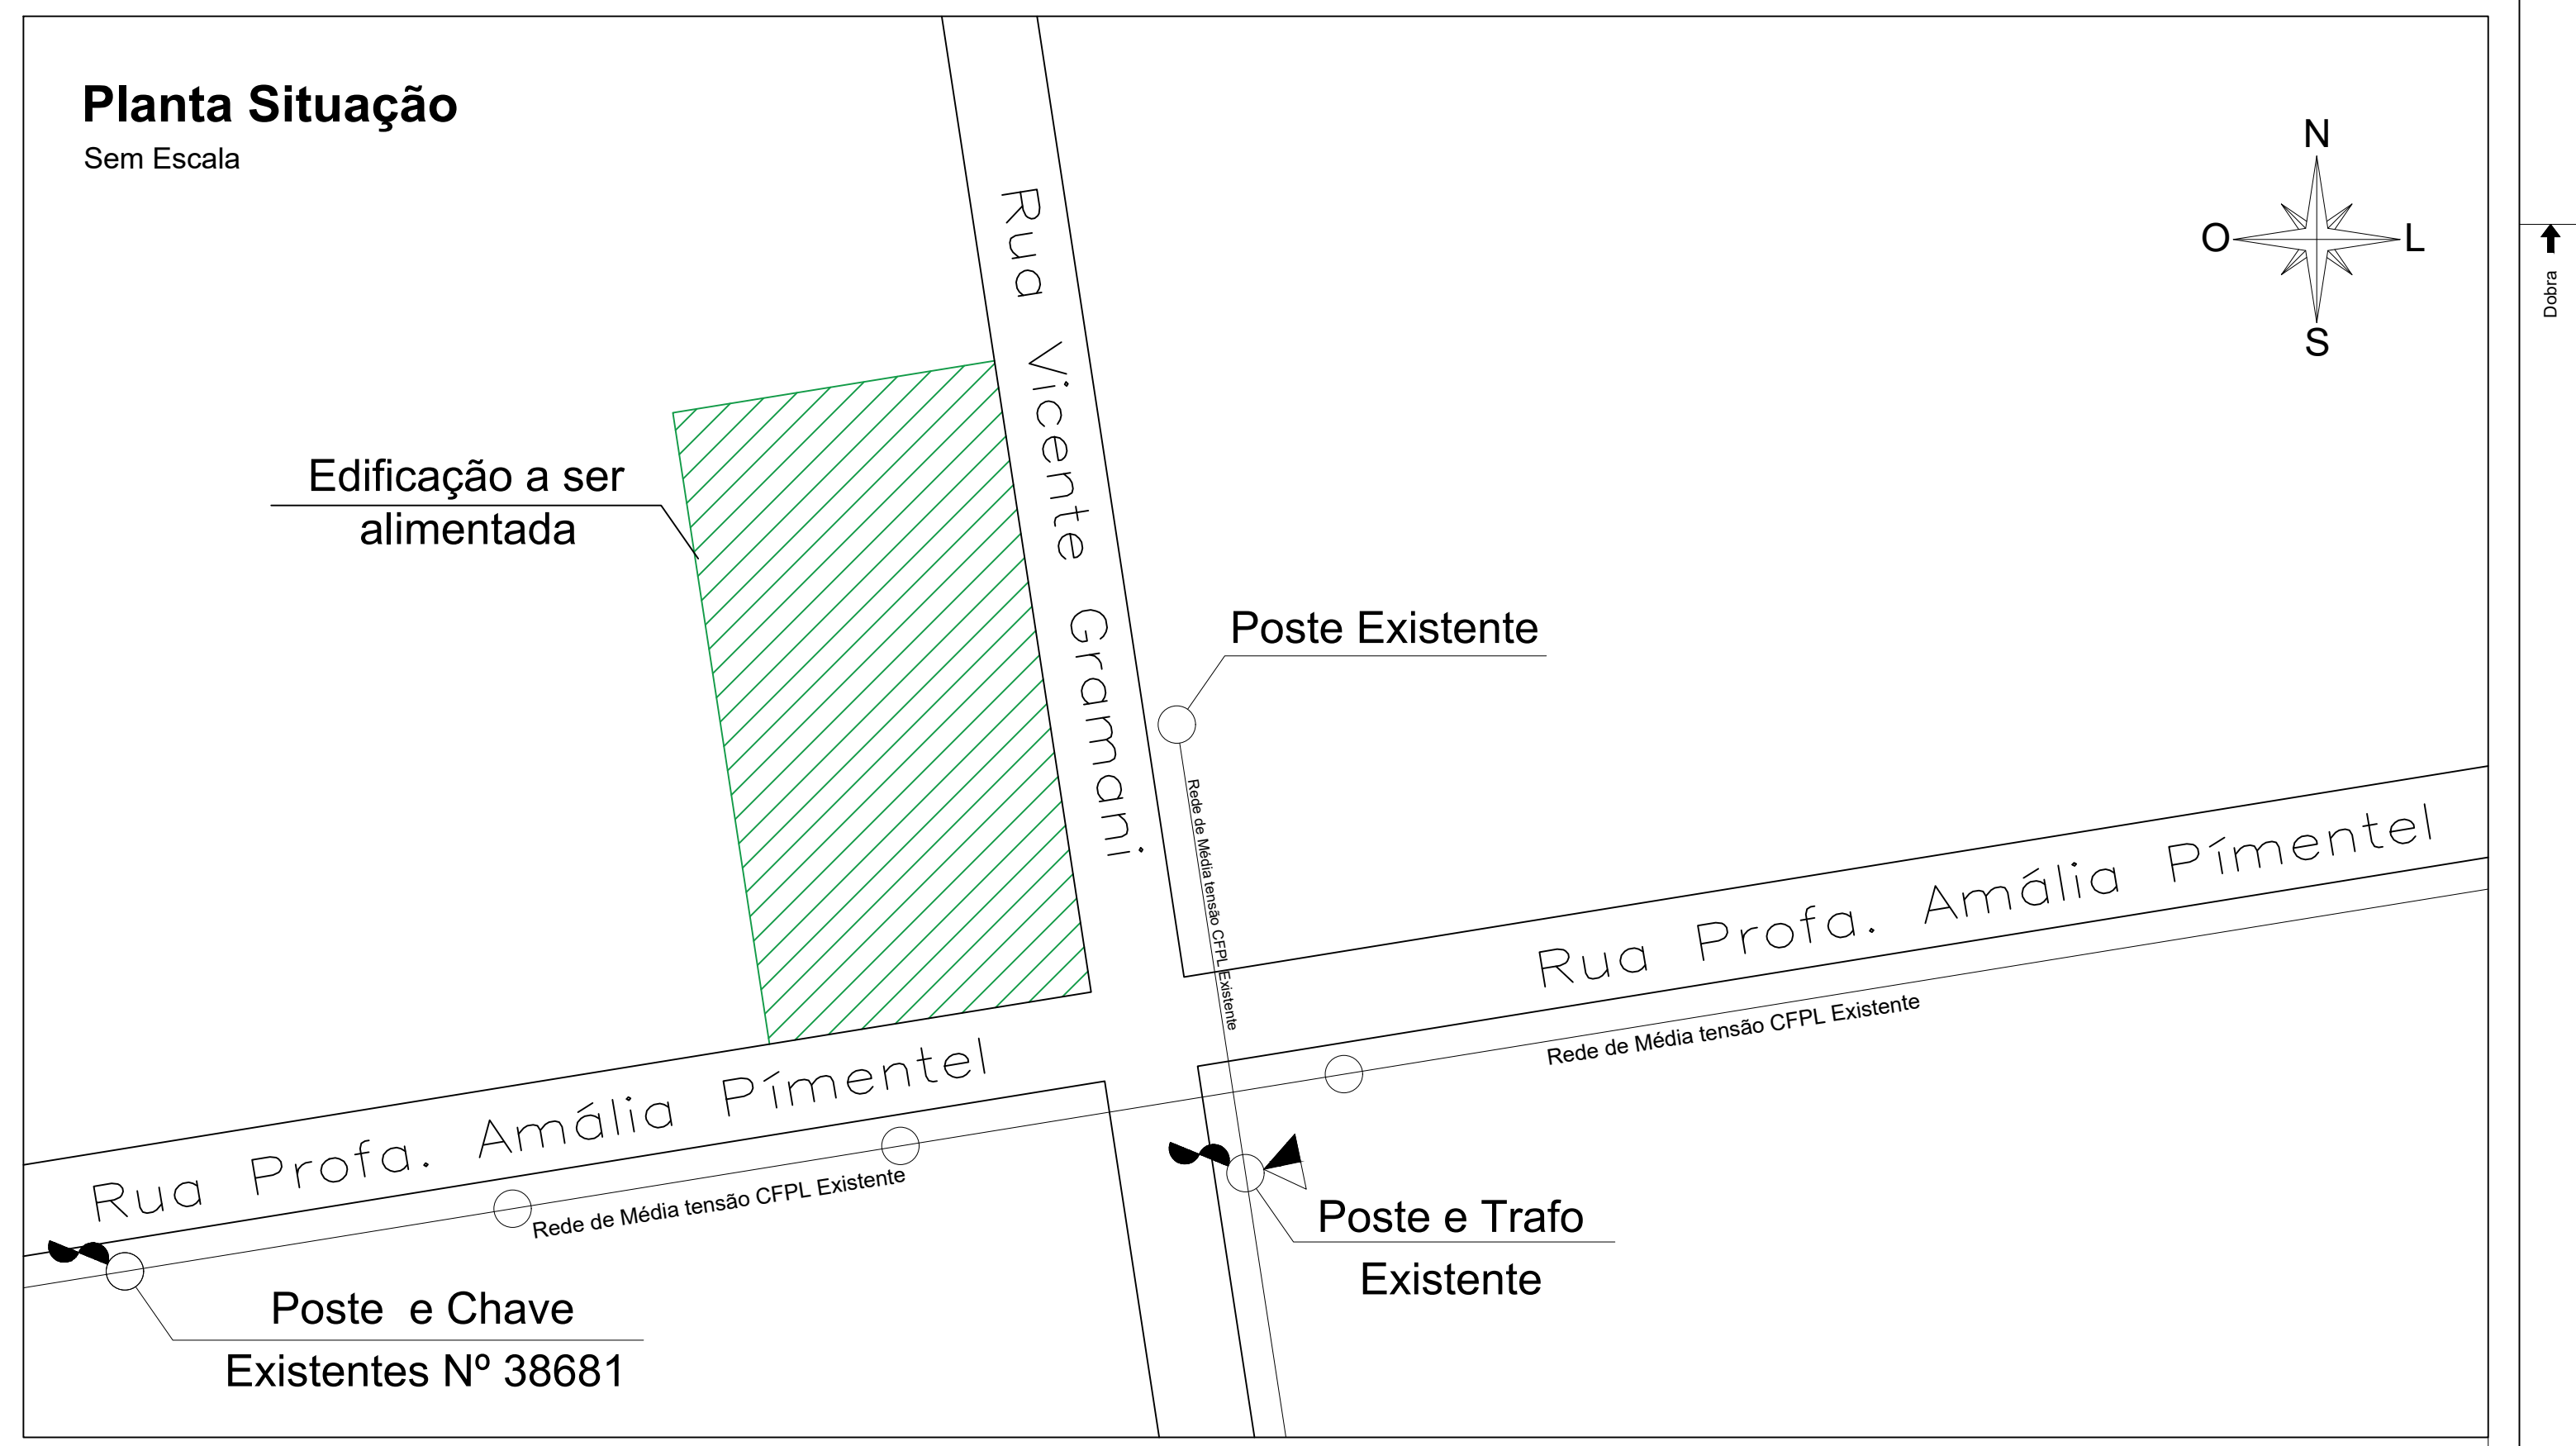 Planta Situação
Sem Escala
N
O
L
S
Dobra
Rua Vicente Gramani
Edificação a ser
alimentada
Poste Existente
Rede de Média tensão CFPL Existente
Rua Profa. Amália Pímentel
Rede de Média tensão CFPL Existente
Rua Profa. Amália Pímentel
Rede de Média tensão CFPL Existente
Poste e Trafo
Existente
Poste e Chave
Existentes Nº 38681